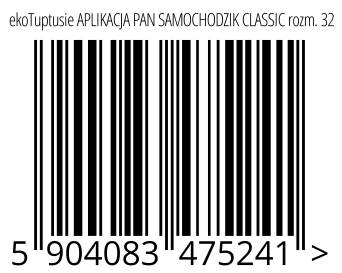 ekoTuptusie APLIKACJA PAN SAMOCHODZIK CLASSIC rozm. 32
5 904083 475241 >